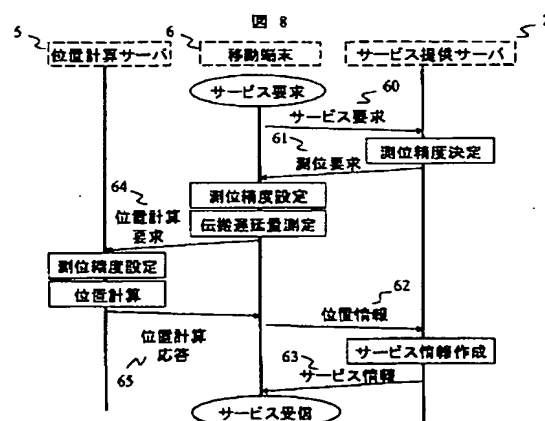 図 8
5
位置計算サーバ
6
移動端末
サービス提供サーバ
サービス要求
60
サービス要求
61
測位精度決定
測位要求
64
測位精度設定
位置計算
要求
伝搬遅延量測定
測位精度設定
位置計算
62
位置情報
位置計算
応答
サービス情報作成
63
サービス情報
65
サービス受信